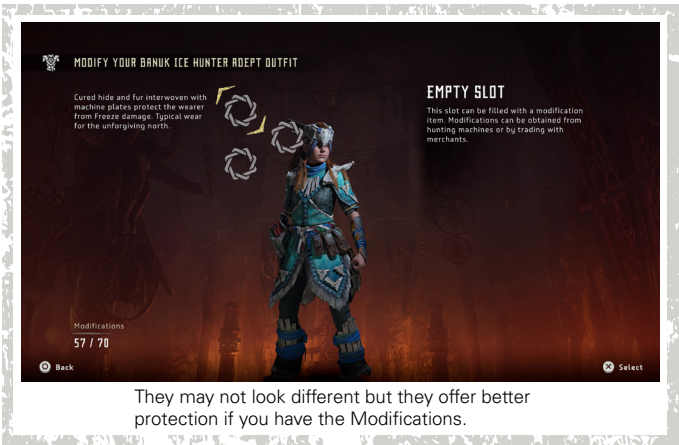 MODIFY YOUR BANUK ICE HUNTER ADEPT OUTFIT
Cured hide and fur interwoven with
machine plates protect the wearer
from Freeze damage. Typical wear
for the unforgiving north.
EMPTY SLOT
This slot can be filled with a modification
item. Modifications can be obtained from
hunting machines or by trading with
merchants.
Modifications
57 / 70
Back
Select
They may not look different but they offer better
protection if you have the Modifications.